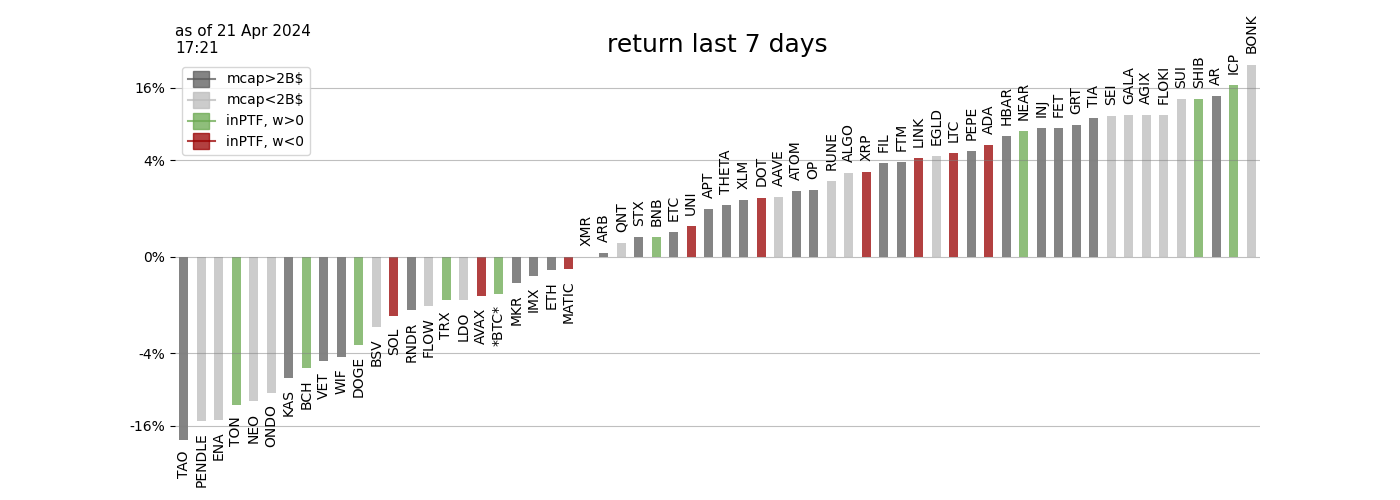 as of 21 Apr 2024
17:21
return last 7 days
mcap>2B$
mcap<2B$
inPTF, w>0
inPTF, w<0
16%
4%
0%
-4%
-16%
TAO
PENDLE
ENA
TON
NEO
ONDO
KAS
BCH
VET
WIF
DOGE
BSV
SOL
RNDR
FLOW
TRX
LDO
AVAX
*BTC*
MKR
IMX
ETH
MATIC
XMR
ARB
QNT
STX
BNB
ETC
UNI
APT
THETA
XLM
DOT
AAVE
ATOM
OP
RUNE
ALGO
XRP
FIL
FTM
LINK
EGLD
LTC
PEPE
ADA
HBAR
NEAR
INJ
FET
GRT
TIA
SEI
GALA
AGIX
FLOKI
SUI
SHIB
AR
ICP
BONK